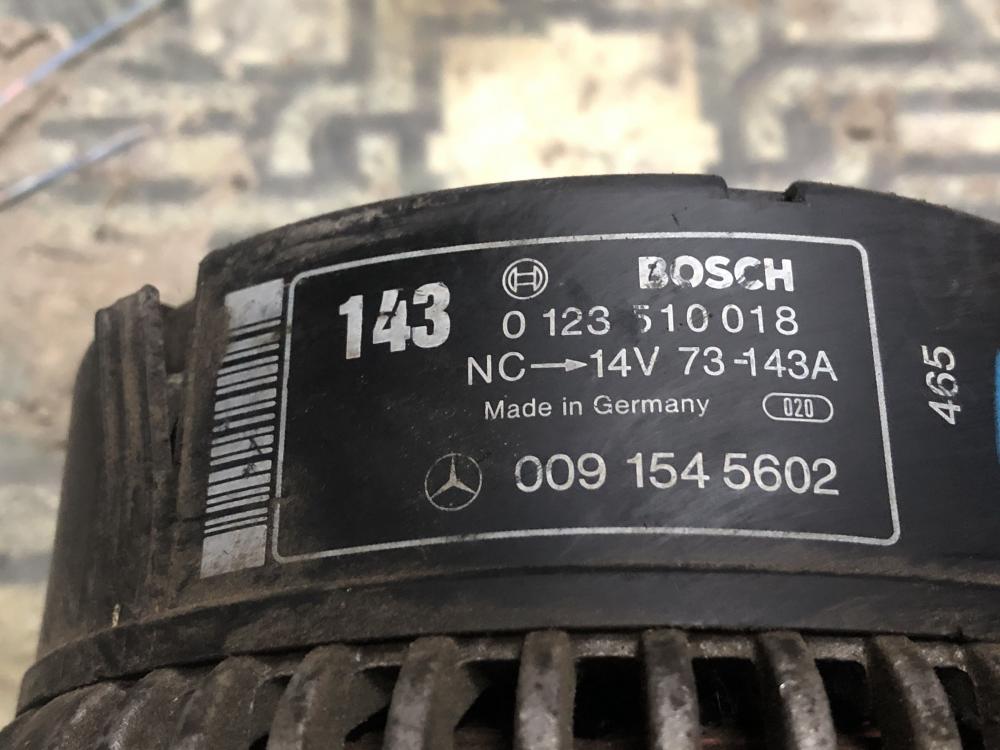 143
BOSCH
0 123 510 018
NC→14V 73-143A
Made in Germany 020
009 154 5602
465